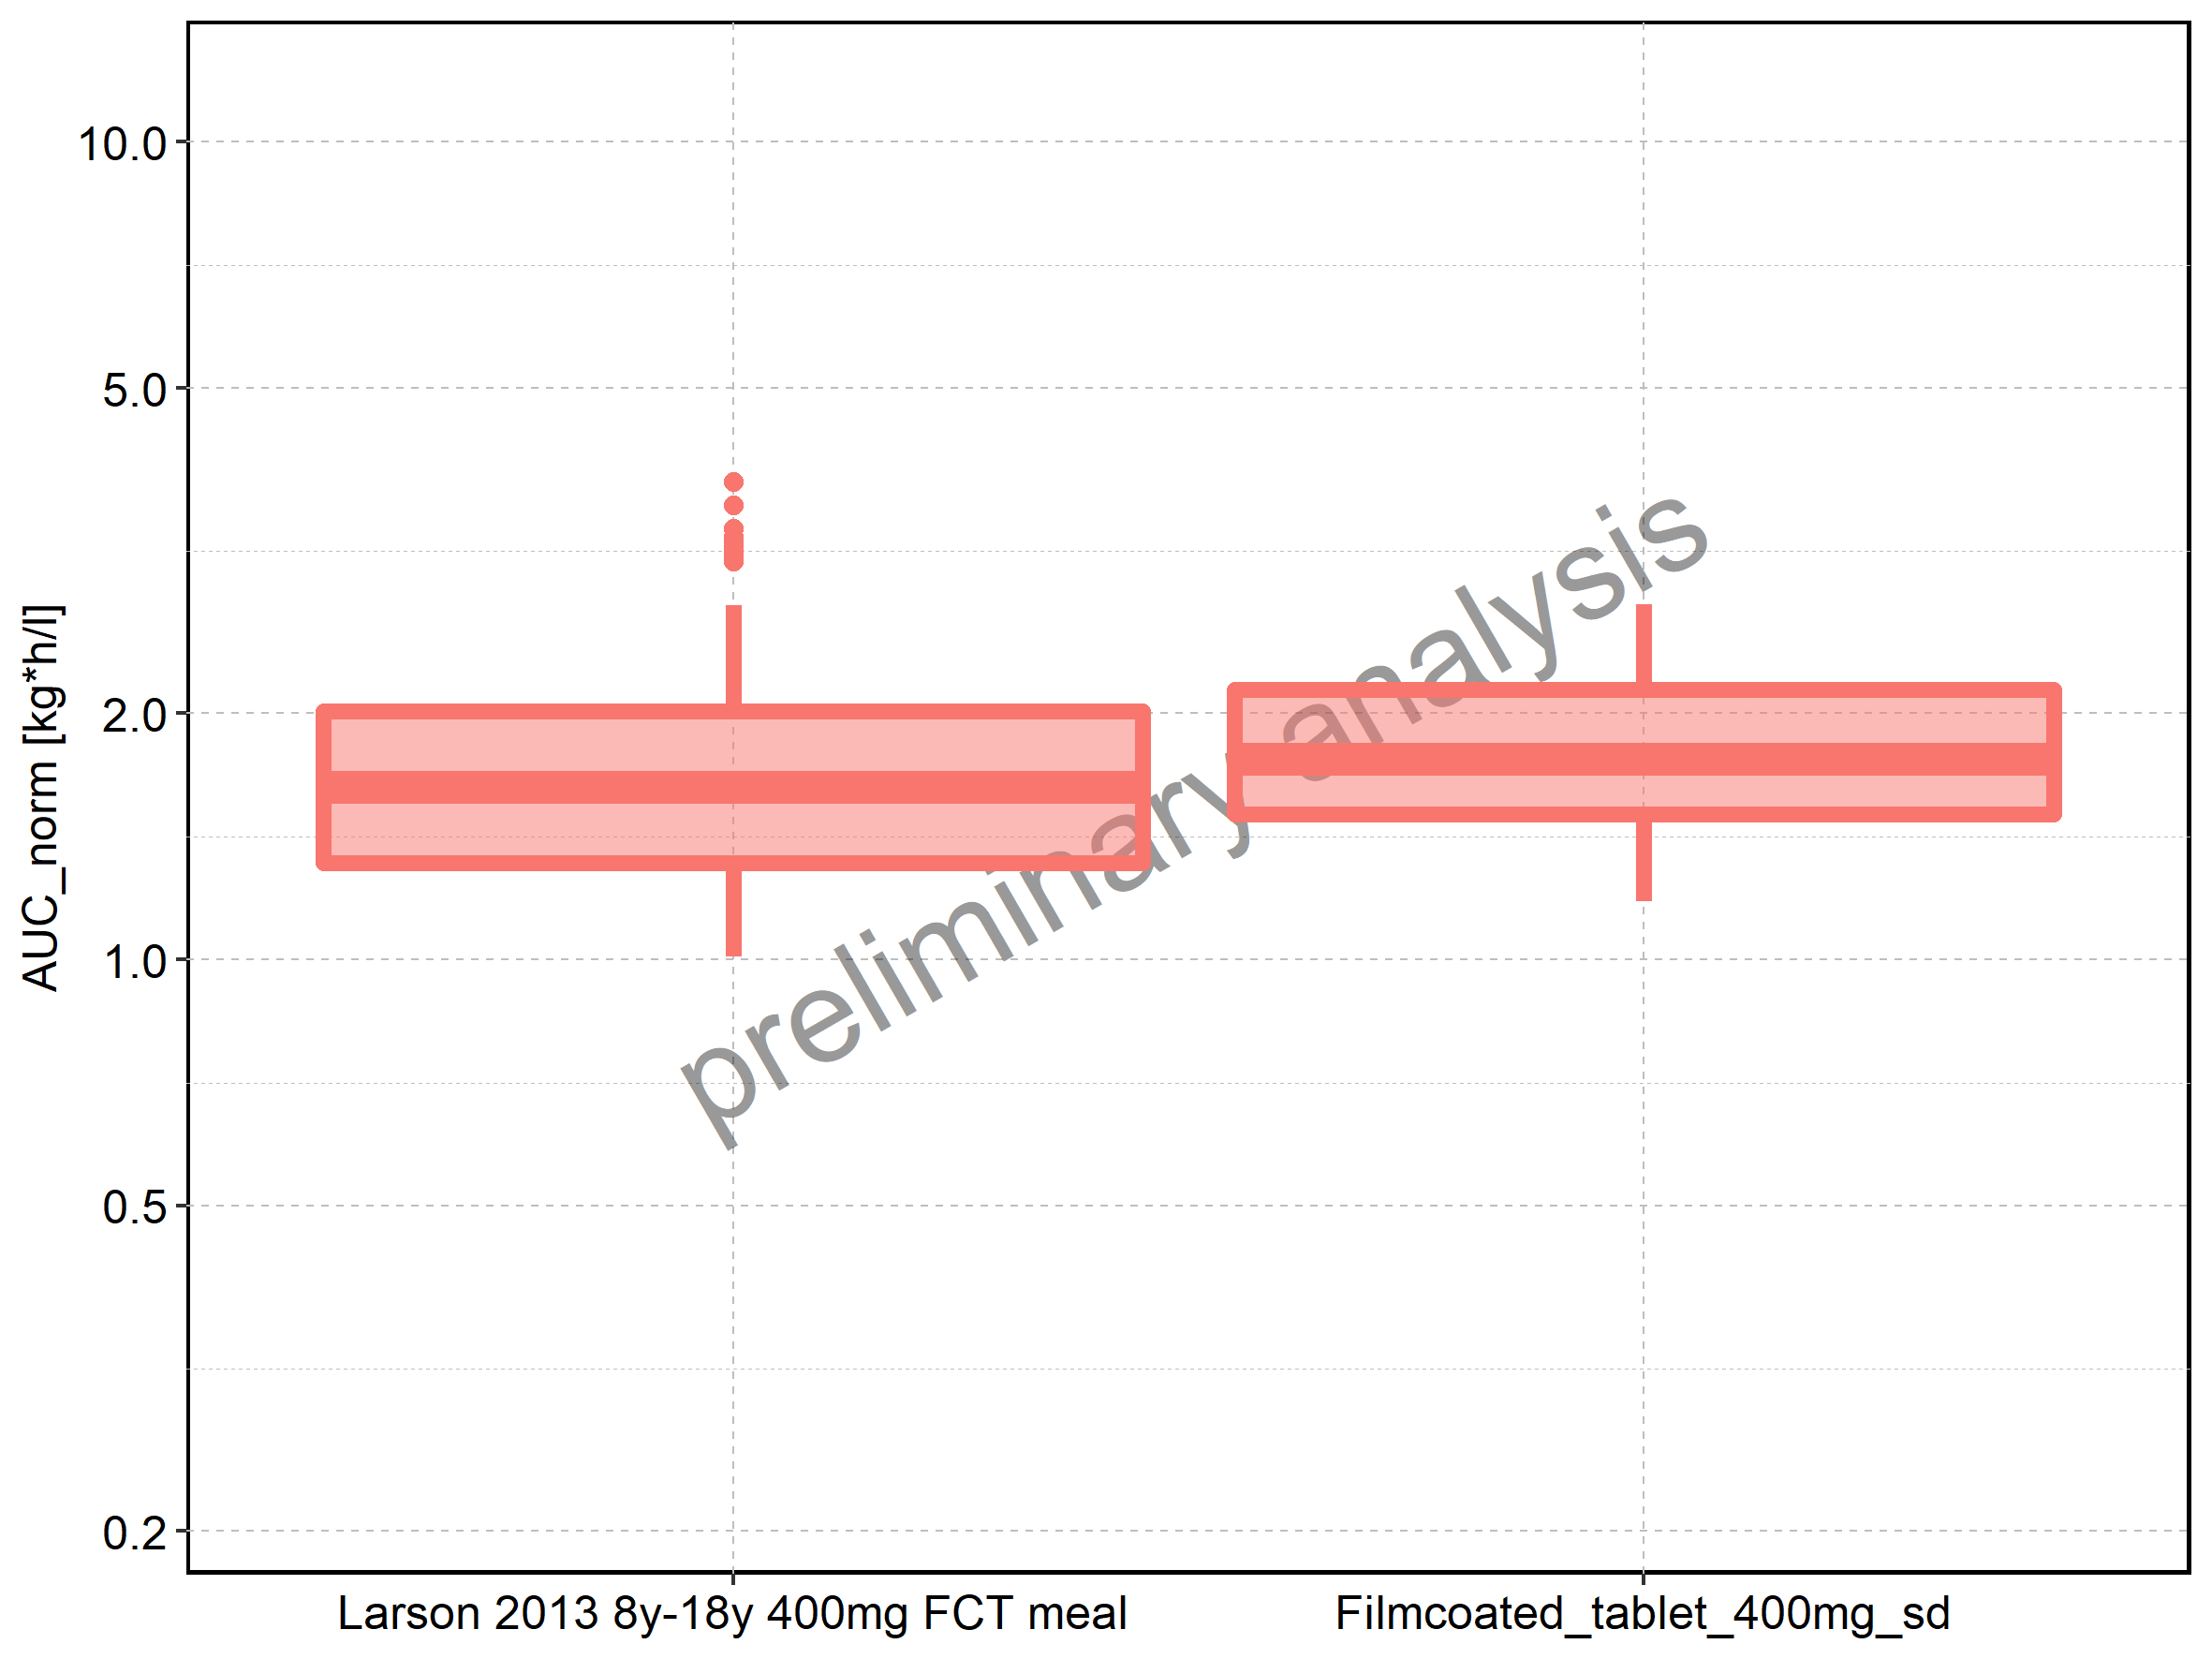 10.0
5.0
2.0
1.0
0.5
0.2
AUC_norm [kg*h/l]
preliminary analysis
Larson 2013 8y-18y 400mg FCT meal
Filmcoated_tablet_400mg_sd